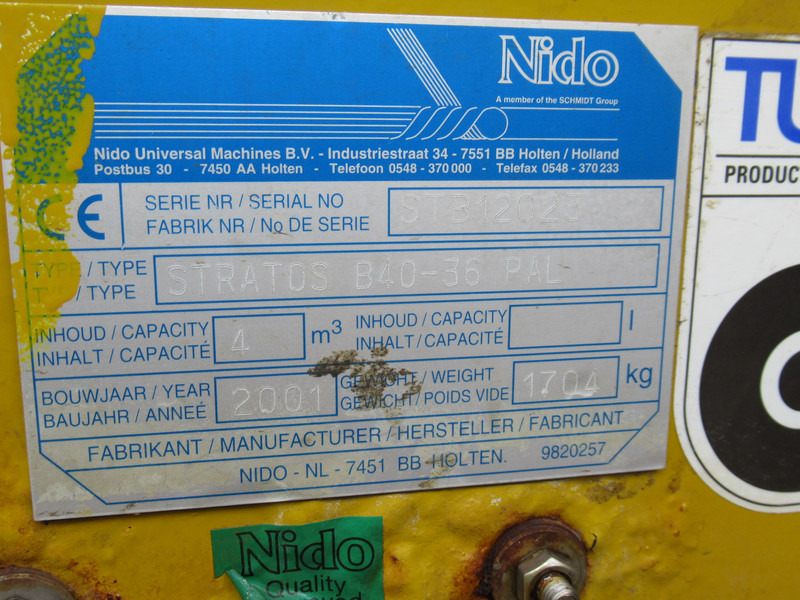 Nido
A member of the SCHMIDT Group
Nido Universal Machines B.V. - Industriestraat 34 - 7551 BB Holten / Holland
Postbus 30 - 7450 AA Holten - Telefoon 0548 - 370000 - Telefax 0548 - 370233
CE
SERIE NR / SERIAL NO
FABRIK NR / No DE SERIE
TYPE / TYPE STRATOS B40-36 PAL
/ TYPE
INHOUD / CAPACITY
INHALT / CAPACITÉ
4 m³
INHOUD / CAPACITY
INHALT / CAPACITÉ
l
BOUWJAAR / YEAR
BAUJAHR / ANNEÉ
2001
GEWICHT / WEIGHT
GEWICHT / POIDS VIDE
1704 kg
FABRIKANT / MANUFACTURER / HERSTELLER / FABRICANT
NIDO - NL - 7451 BB HOLTEN. 9820257
Nido
Quality
PRODUC